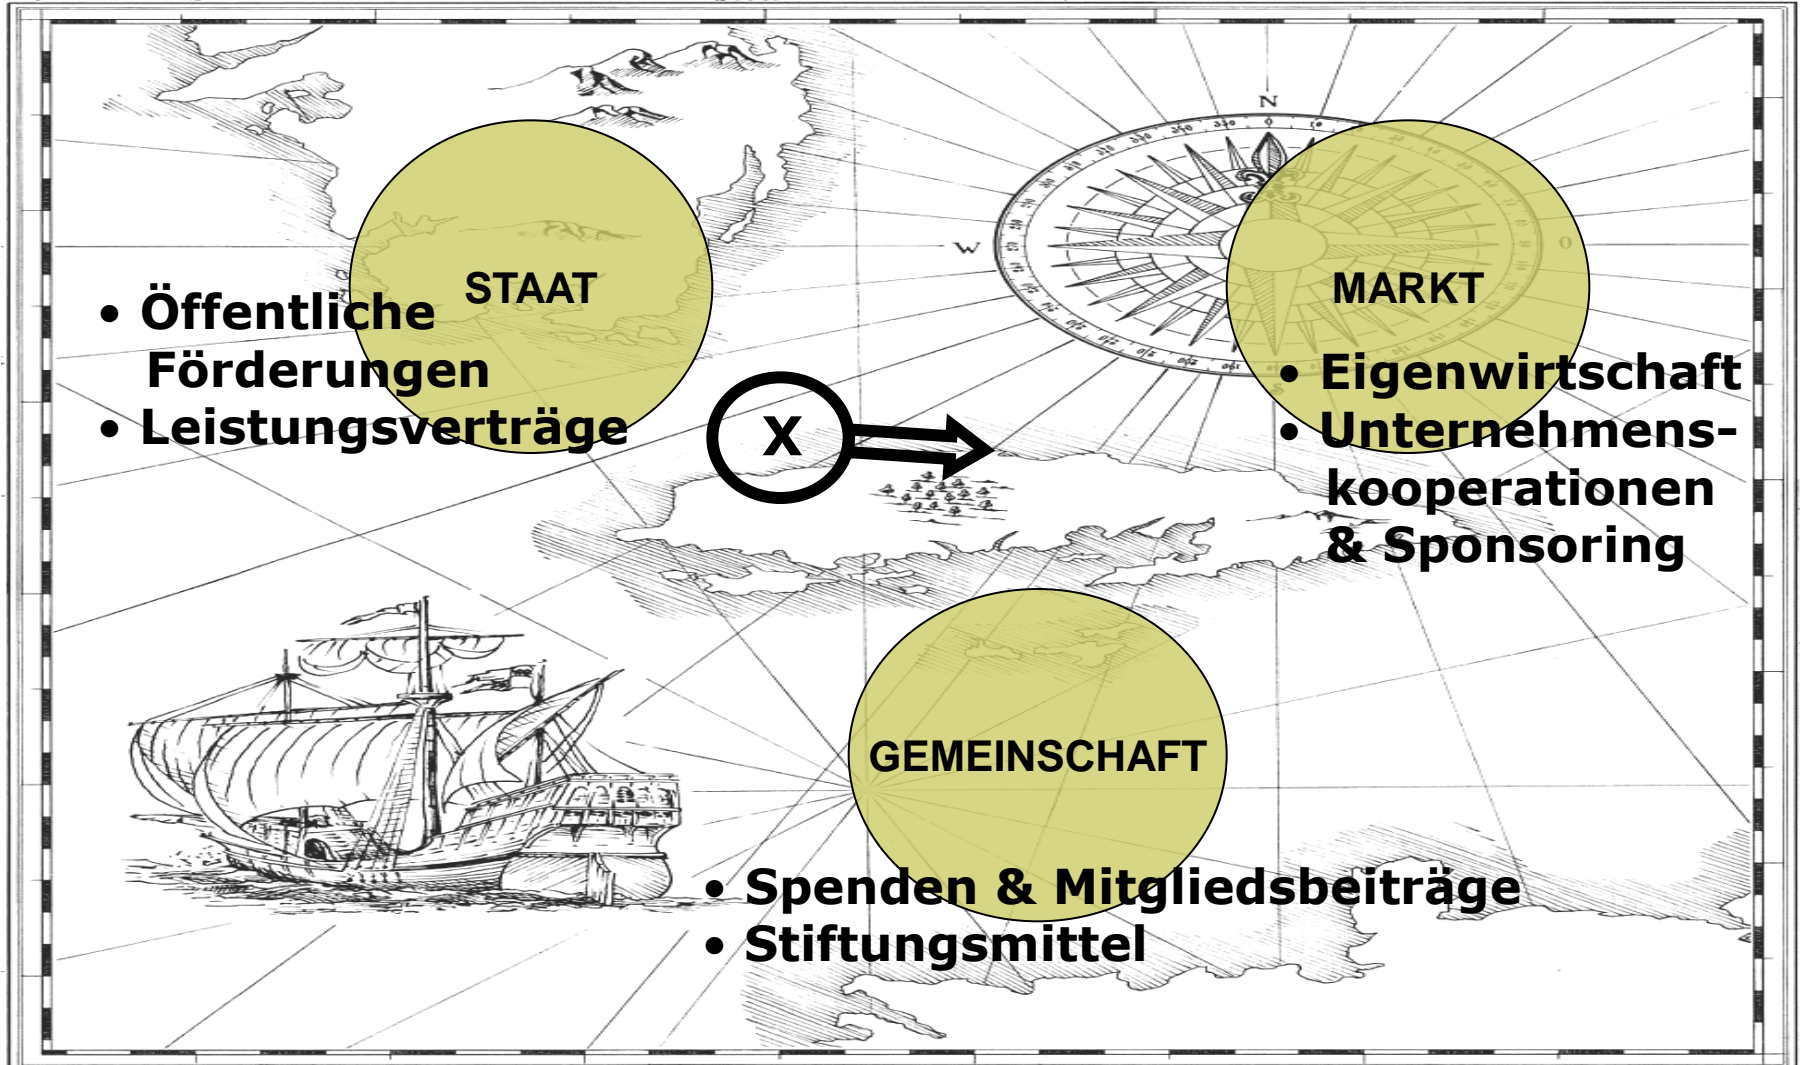 N
W
O
S
STAAT
• Öffentliche
Förderungen
• Leistungsverträge
MARKT
• Eigenwirtschaft
• Unternehmens-
kooperationen
& Sponsoring
X
GEMEINSCHAFT
• Spenden & Mitgliedsbeiträge
• Stiftungsmittel